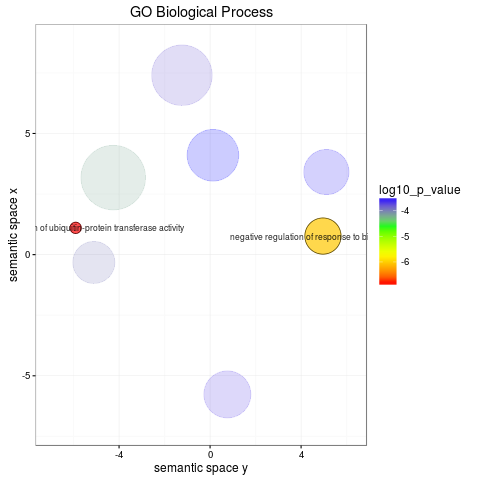 GO Biological Process
5
0
-5
semantic space x
of ubiquitin-protein transferase activity
negative regulation of response to bi
-4
0
4
semantic space y
log10_p_value
-4
-5
-6